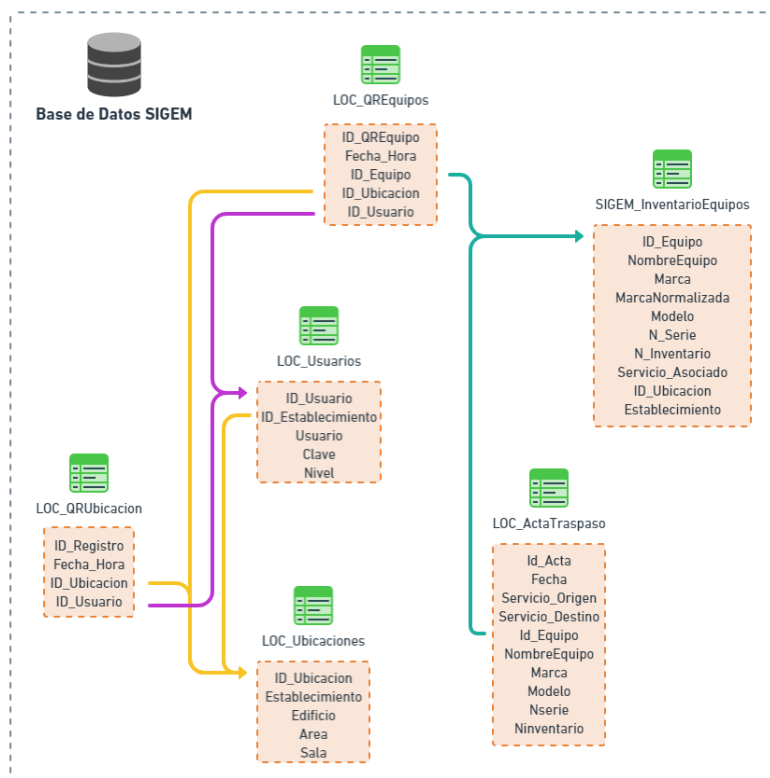 Base de Datos SIGEM
LOC_QREquipos
ID_QREquipo
Fecha_Hora
ID_Equipo
ID_Ubicacion
ID_Usuario
SIGEM_InventarioEquipos
ID_Equipo
NombreEquipo
Marca
MarcaNormalizada
Modelo
N_Serie
N_Inventario
Servicio_Asociado
ID_Ubicacion
Establecimiento
LOC_Usuarios
ID_Usuario
ID_Establecimiento
Usuario
Clave
Nivel
LOC_QRUbicacion
ID_Registro
Fecha_Hora
ID_Ubicacion
ID_Usuario
LOC_Ubicaciones
ID_Ubicacion
Establecimiento
Edificio
Area
Sala
LOC_ActaTraspaso
Id_Acta
Fecha
Servicio_Origen
Servicio_Destino
Id_Equipo
NombreEquipo
Marca
Modelo
Nserie
Ninventario